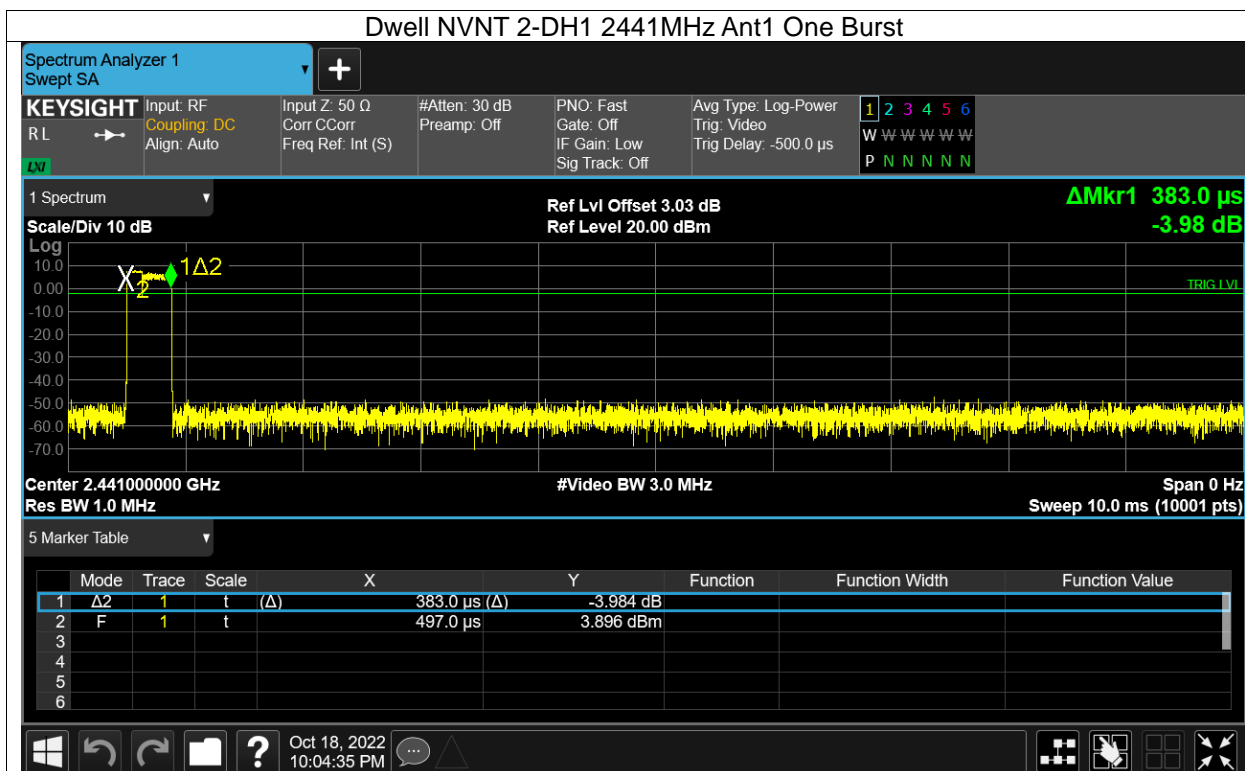 Dwell NVNT 2-DH1 2441MHz Ant1 One Burst
Spectrum Analyzer 1
Swept SA
KEYSIGHT Input: RF Input Z: 50 Ω #Atten: 30 dB PNO: Fast Avg Type: Log-Power 1 2 3 4 5 6
RL Coupling: DC Corr CCorr Preamp: Off Gate: Off Trig: Video W W W W W W
Align: Auto Freq Ref: Int (S) IF Gain: Low Trig Delay: -500.0 µs
LXI Sig Track: Off P N N N N N
1 Spectrum Ref Lvl Offset 3.03 dB ΔMkr1 383.0 µs
Scale/Div 10 dB Ref Level 20.00 dBm -3.98 dB
Log
10.0 X 2 1Δ2
0.00 TRIG LVL
-10.0
-20.0
-30.0
-40.0
-50.0
-60.0
-70.0
Center 2.441000000 GHz #Video BW 3.0 MHz Span 0 Hz
Res BW 1.0 MHz Sweep 10.0 ms (10001 pts)
5 Marker Table
Mode Trace Scale X Y Function Function Width Function Value
1 Δ2 1 t (Δ) 383.0 µs (Δ) -3.984 dB
2 F 1 t 497.0 µs 3.896 dBm
3
4
5
6
? Oct 18, 2022
10:04:35 PM